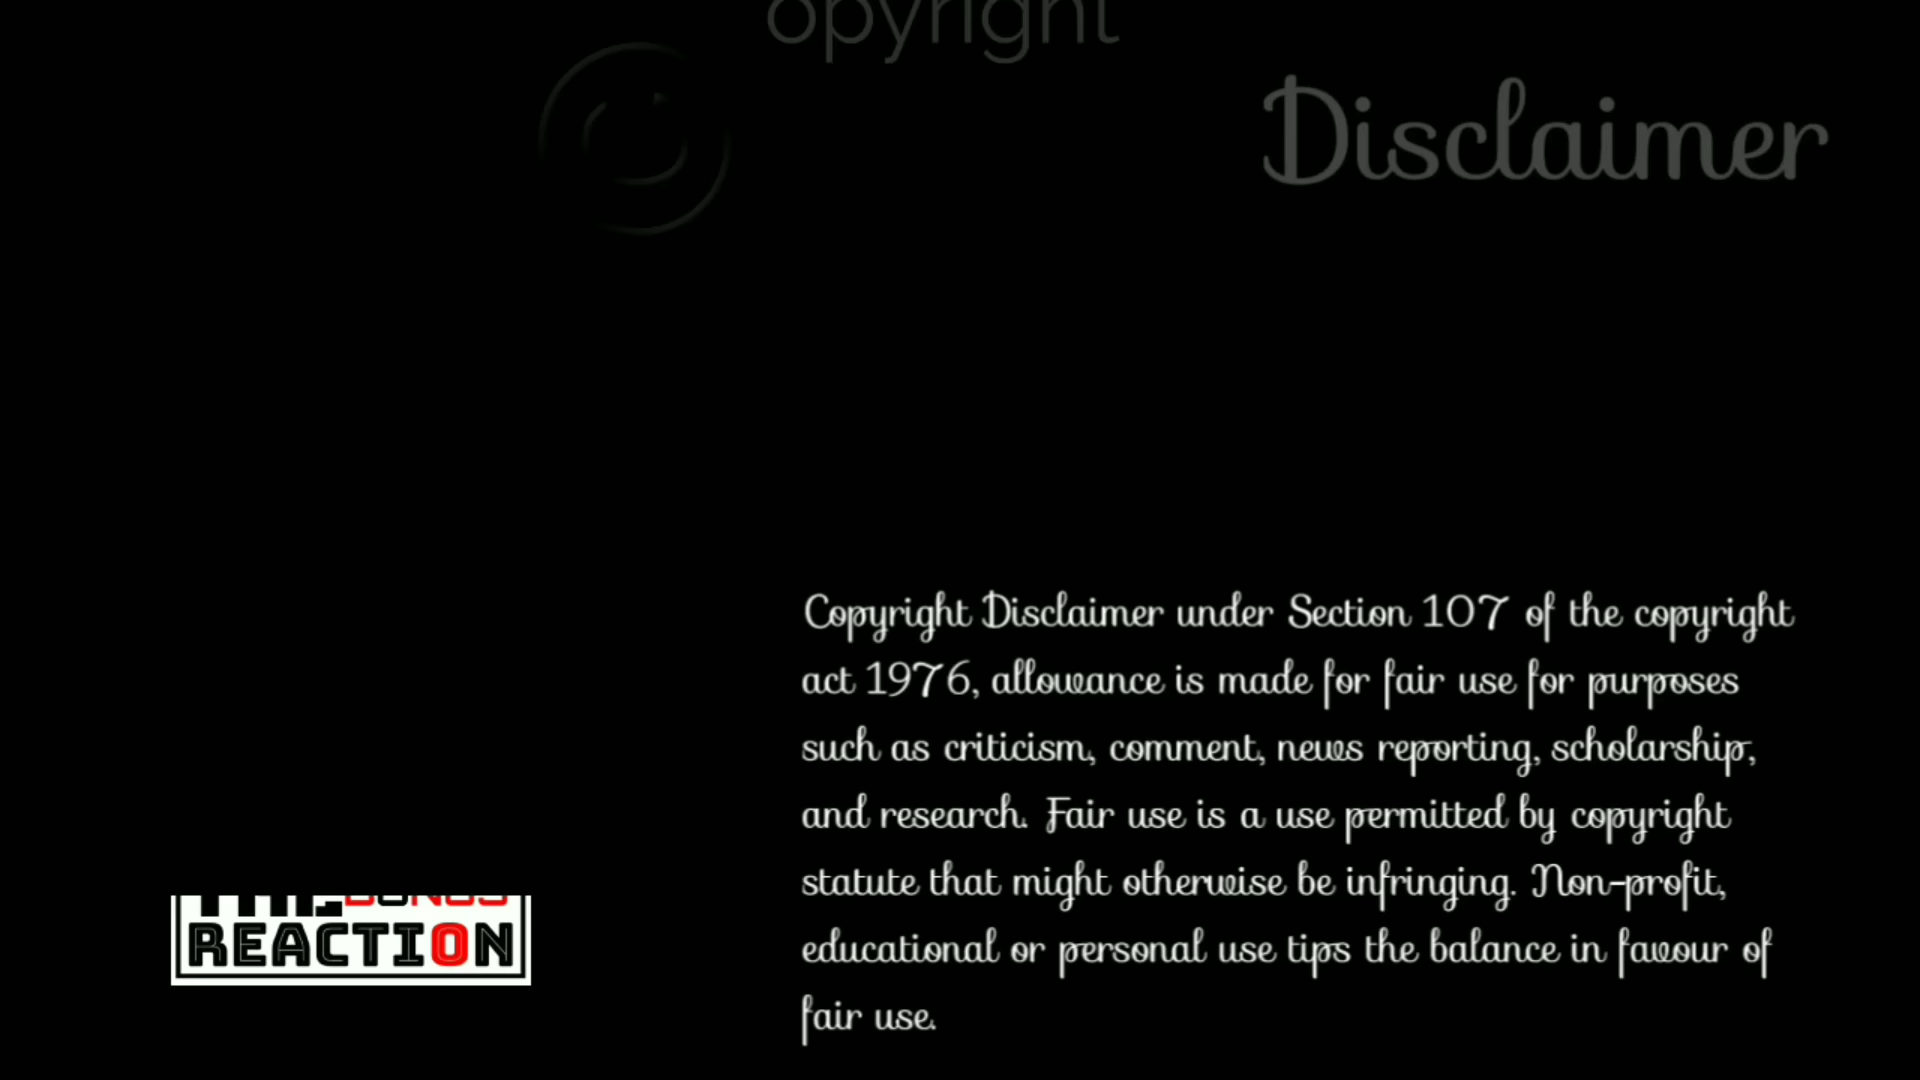 opyright
Disclaimer
Copyright Disclaimer under Section 107 of the copyright
act 1976, allowance is made for fair use for purposes
such as criticism, comment, news reporting, scholarship,
and research. Fair use is a use permitted by copyright
statute that might otherwise be infringing. Non-profit,
educational or personal use tips the balance in favour of
fair use.
REACTION